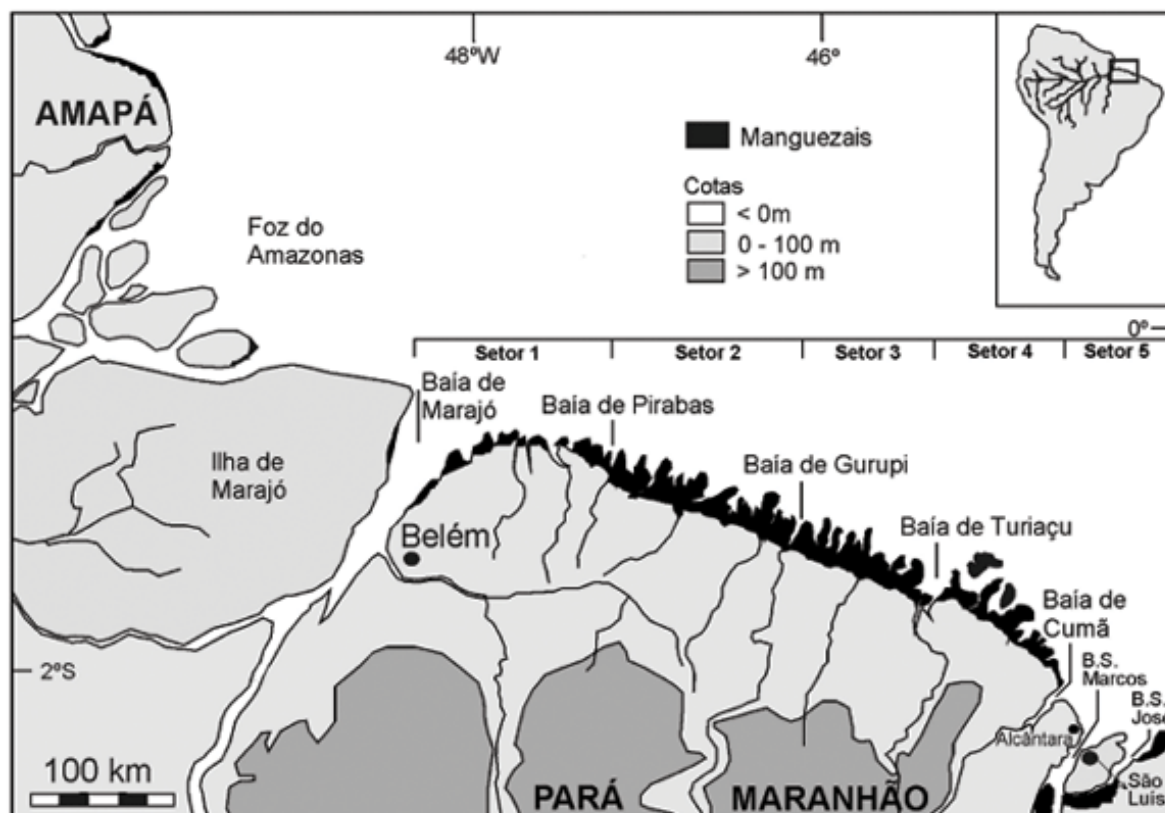 48ºW
46º
AMAPÁ
Manguezais
Cotas
< 0m
0 - 100 m
> 100 m
Foz do
Amazonas
0º
Setor 1
Setor 2
Setor 3
Setor 4
Setor 5
Baía de
Marajó
Baía de Pirabas
Ilha de
Marajó
Baía de Gurupi
Belém
Baía de Turiaçu
Baía de
Cumã
2ºS
B.S.
Marcos
B.S.
José
Alcântara
100 km
PARÁ
MARANHÃO
São
Luís